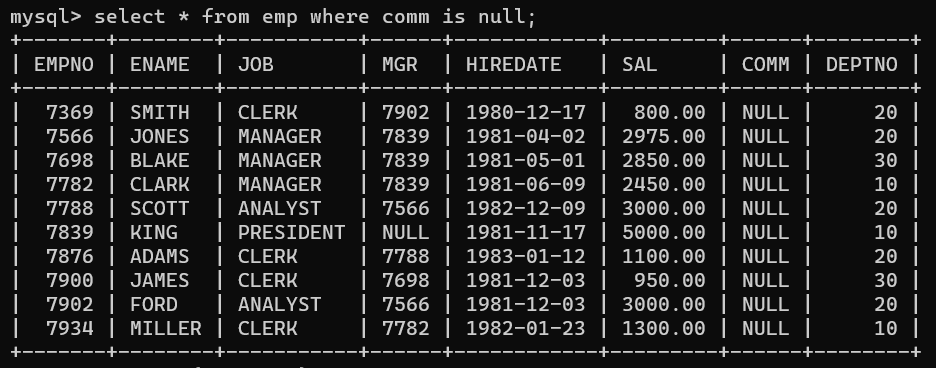 mysql> select * from emp where comm is null;
+-------+--------+-----------+------+------------+---------+------+--------+
| EMPNO | ENAME  | JOB       | MGR  | HIREDATE   | SAL     | COMM | DEPTNO |
+-------+--------+-----------+------+------------+---------+------+--------+
|  7369 | SMITH  | CLERK     | 7902 | 1980-12-17 |  800.00 | NULL |     20 |
|  7566 | JONES  | MANAGER   | 7839 | 1981-04-02 | 2975.00 | NULL |     20 |
|  7698 | BLAKE  | MANAGER   | 7839 | 1981-05-01 | 2850.00 | NULL |     30 |
|  7782 | CLARK  | MANAGER   | 7839 | 1981-06-09 | 2450.00 | NULL |     10 |
|  7788 | SCOTT  | ANALYST   | 7566 | 1982-12-09 | 3000.00 | NULL |     20 |
|  7839 | KING   | PRESIDENT | NULL | 1981-11-17 | 5000.00 | NULL |     10 |
|  7876 | ADAMS  | CLERK     | 7788 | 1983-01-12 | 1100.00 | NULL |     20 |
|  7900 | JAMES  | CLERK     | 7698 | 1981-12-03 |  950.00 | NULL |     30 |
|  7902 | FORD   | ANALYST   | 7566 | 1981-12-03 | 3000.00 | NULL |     20 |
|  7934 | MILLER | CLERK     | 7782 | 1982-01-23 | 1300.00 | NULL |     10 |
+-------+--------+-----------+------+------------+---------+------+--------+